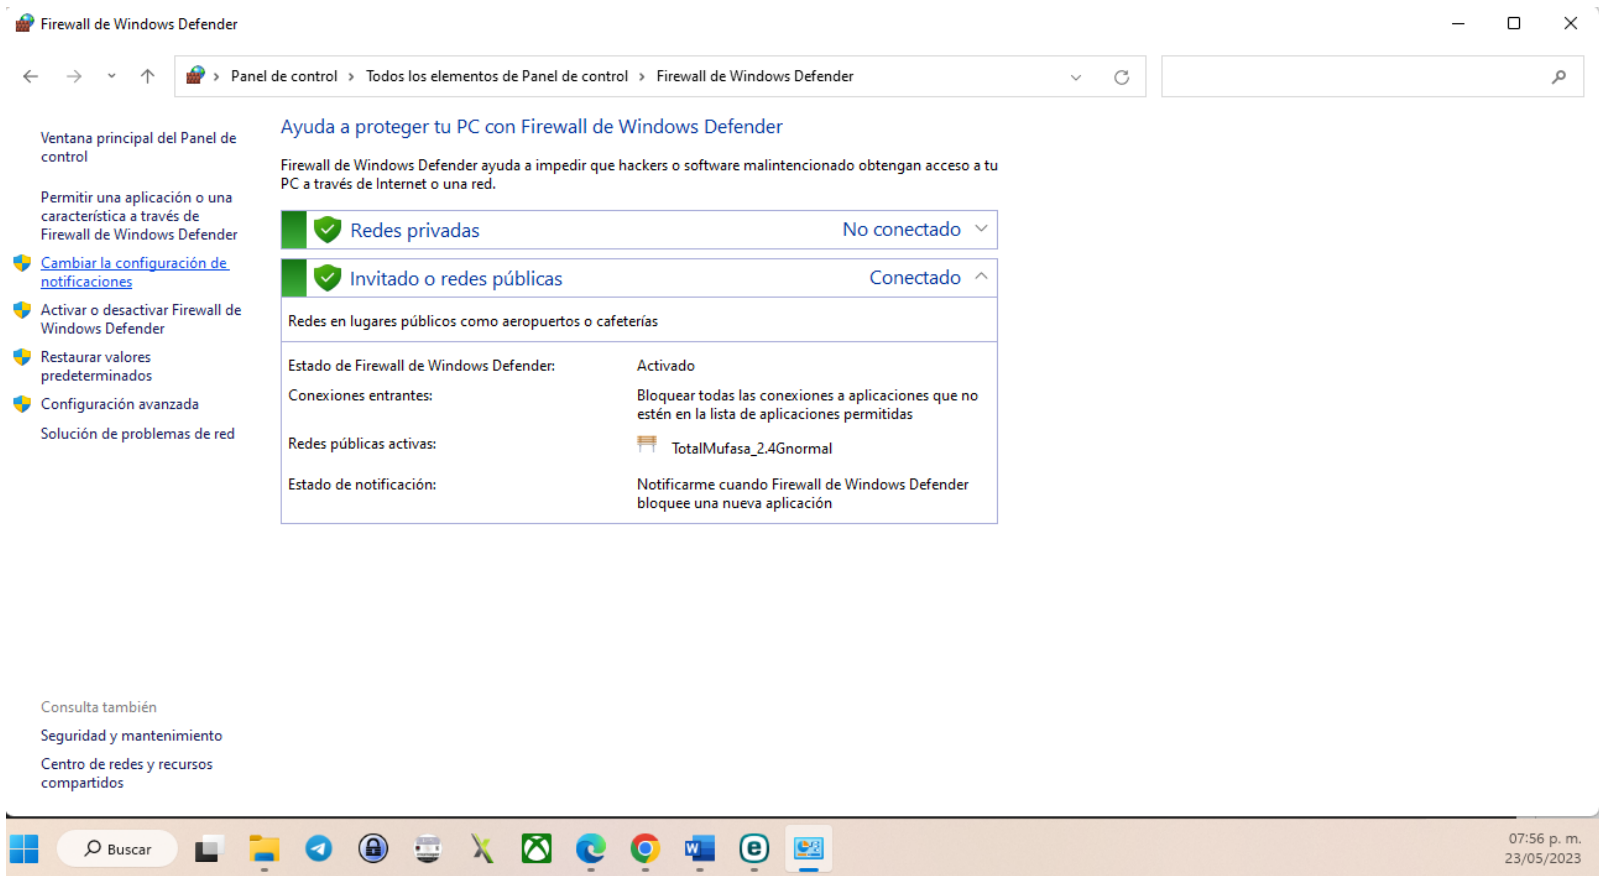 Firewall de Windows Defender
Panel de control > Todos los elementos de Panel de control > Firewall de Windows Defender
Ventana principal del Panel de
control
Permitir una aplicación o una
característica a través de
Firewall de Windows Defender
Cambiar la configuración de
notificaciones
Activar o desactivar Firewall de
Windows Defender
Restaurar valores
predeterminados
Configuración avanzada
Solución de problemas de red
Ayuda a proteger tu PC con Firewall de Windows Defender
Firewall de Windows Defender ayuda a impedir que hackers o software malintencionado obtengan acceso a tu
PC a través de Internet o una red.
Redes privadas No conectado
Invitado o redes públicas Conectado
Redes en lugares públicos como aeropuertos o cafeterías
Estado de Firewall de Windows Defender: Activado
Conexiones entrantes: Bloquear todas las conexiones a aplicaciones que no
estén en la lista de aplicaciones permitidas
Redes públicas activas: TotalMufasa_2.4Gnormal
Estado de notificación: Notificarme cuando Firewall de Windows Defender
bloquee una nueva aplicación
Consulta también
Seguridad y mantenimiento
Centro de redes y recursos
compartidos
Buscar
07:56 p. m.
23/05/2023